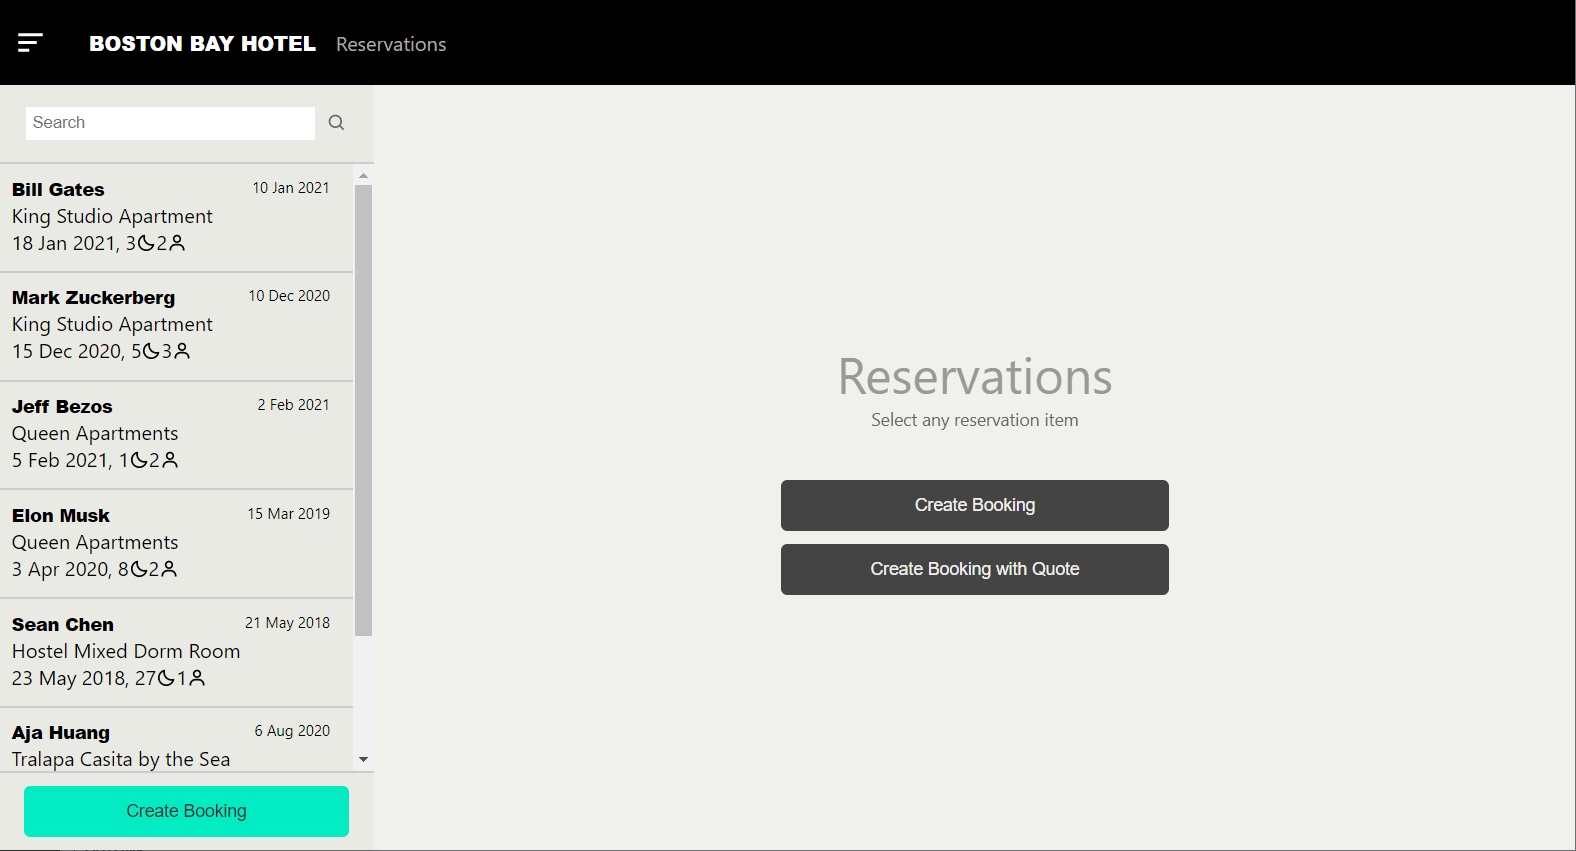 BOSTON BAY HOTEL Reservations
Search
Bill Gates 10 Jan 2021
King Studio Apartment
18 Jan 2021, 3 2
Mark Zuckerberg 10 Dec 2020
King Studio Apartment
15 Dec 2020, 5 3
Jeff Bezos 2 Feb 2021
Queen Apartments
5 Feb 2021, 1 2
Elon Musk 15 Mar 2019
Queen Apartments
3 Apr 2020, 8 2
Sean Chen 21 May 2018
Hostel Mixed Dorm Room
23 May 2018, 27 1
Aja Huang 6 Aug 2020
Tralapa Casita by the Sea
Create Booking
Reservations
Select any reservation item
Create Booking
Create Booking with Quote